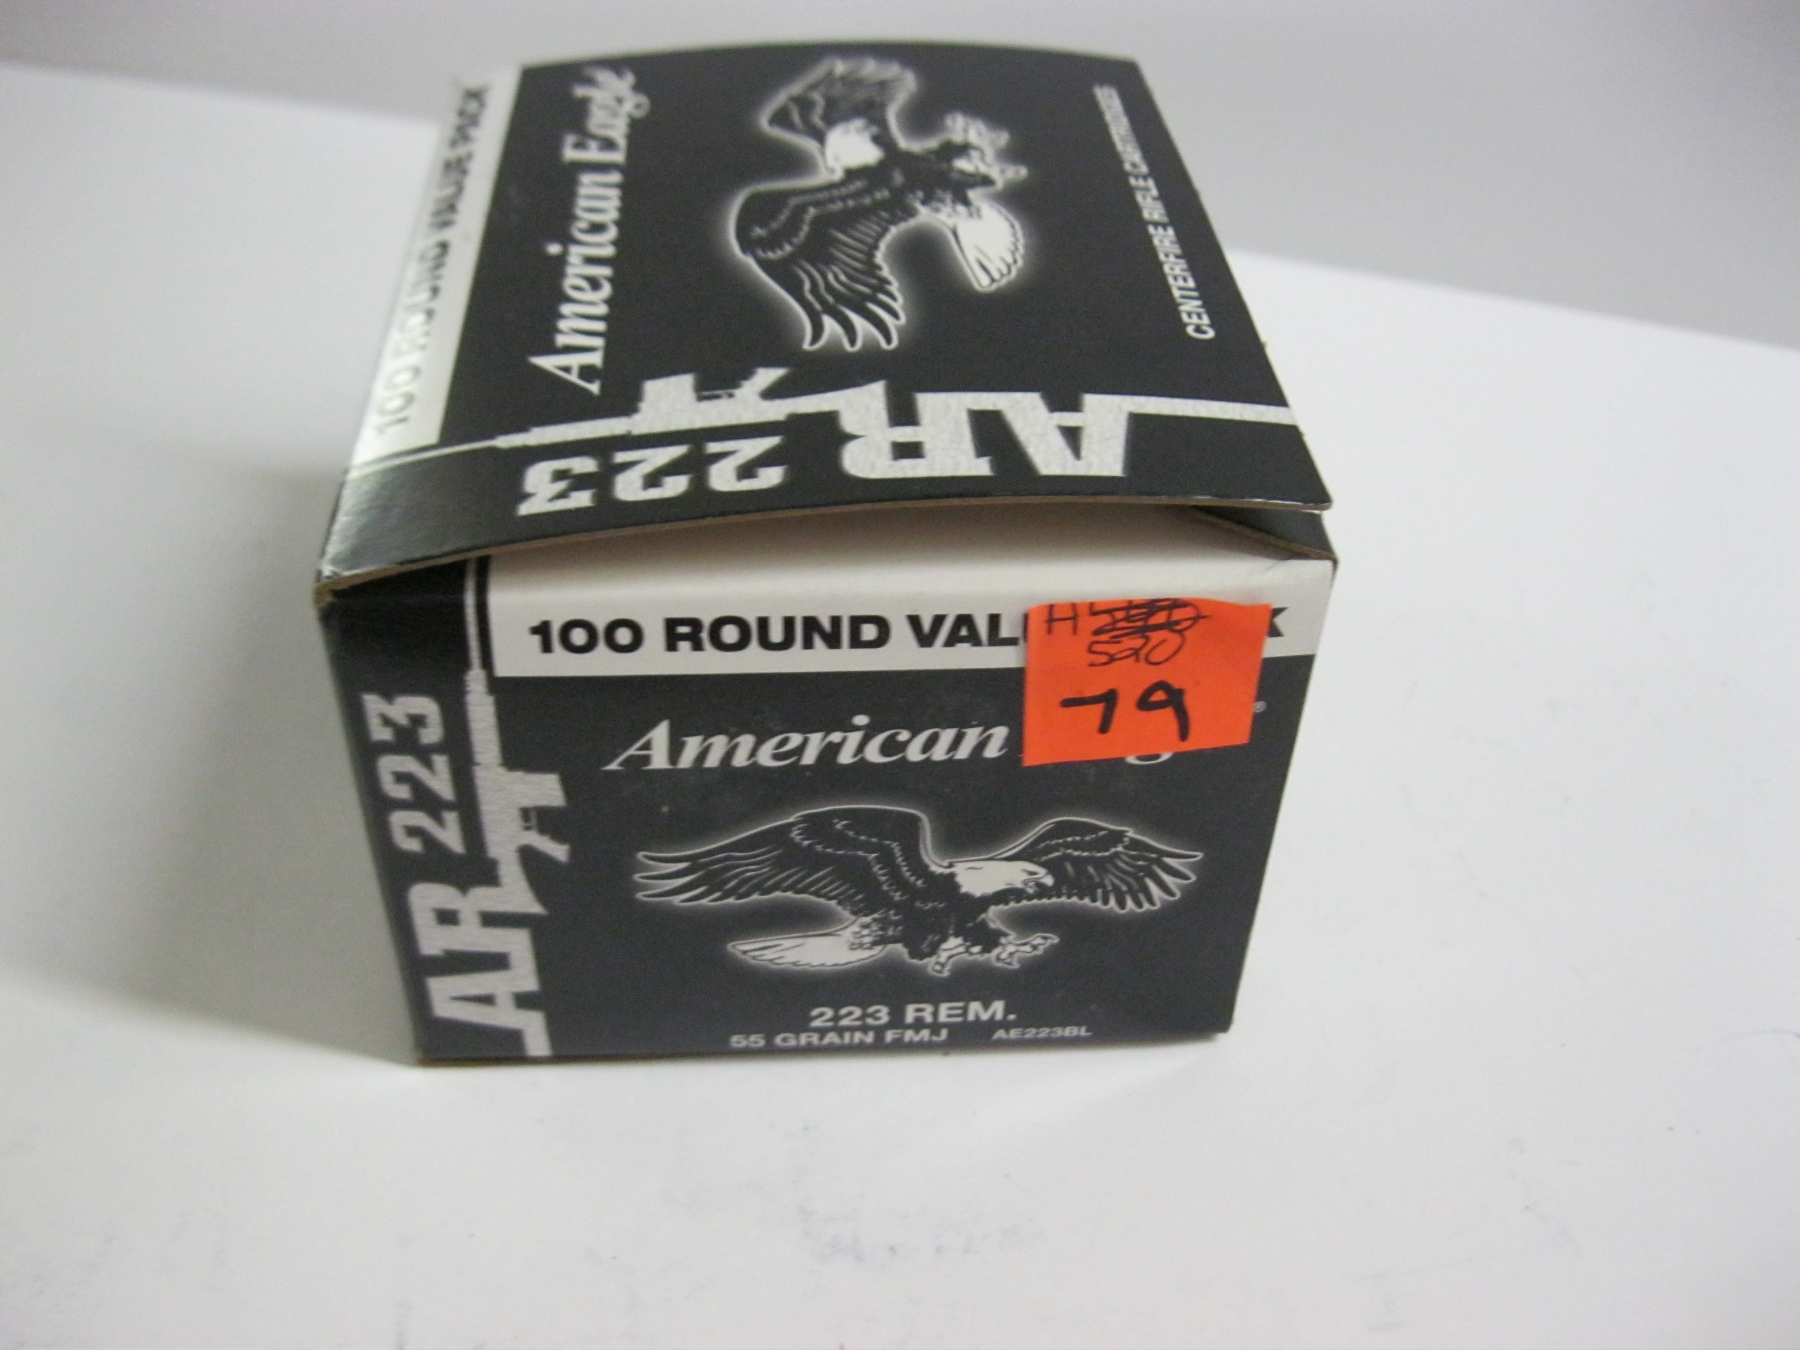 100 ROUND VALUE PACK
American Eagle
CENTERFIRE RIFLE CARTRIDGES
AR 223
100 ROUND VAL
K
H
520
79
American
AR 223
223 REM.
55 GRAIN FMJ AE223BL